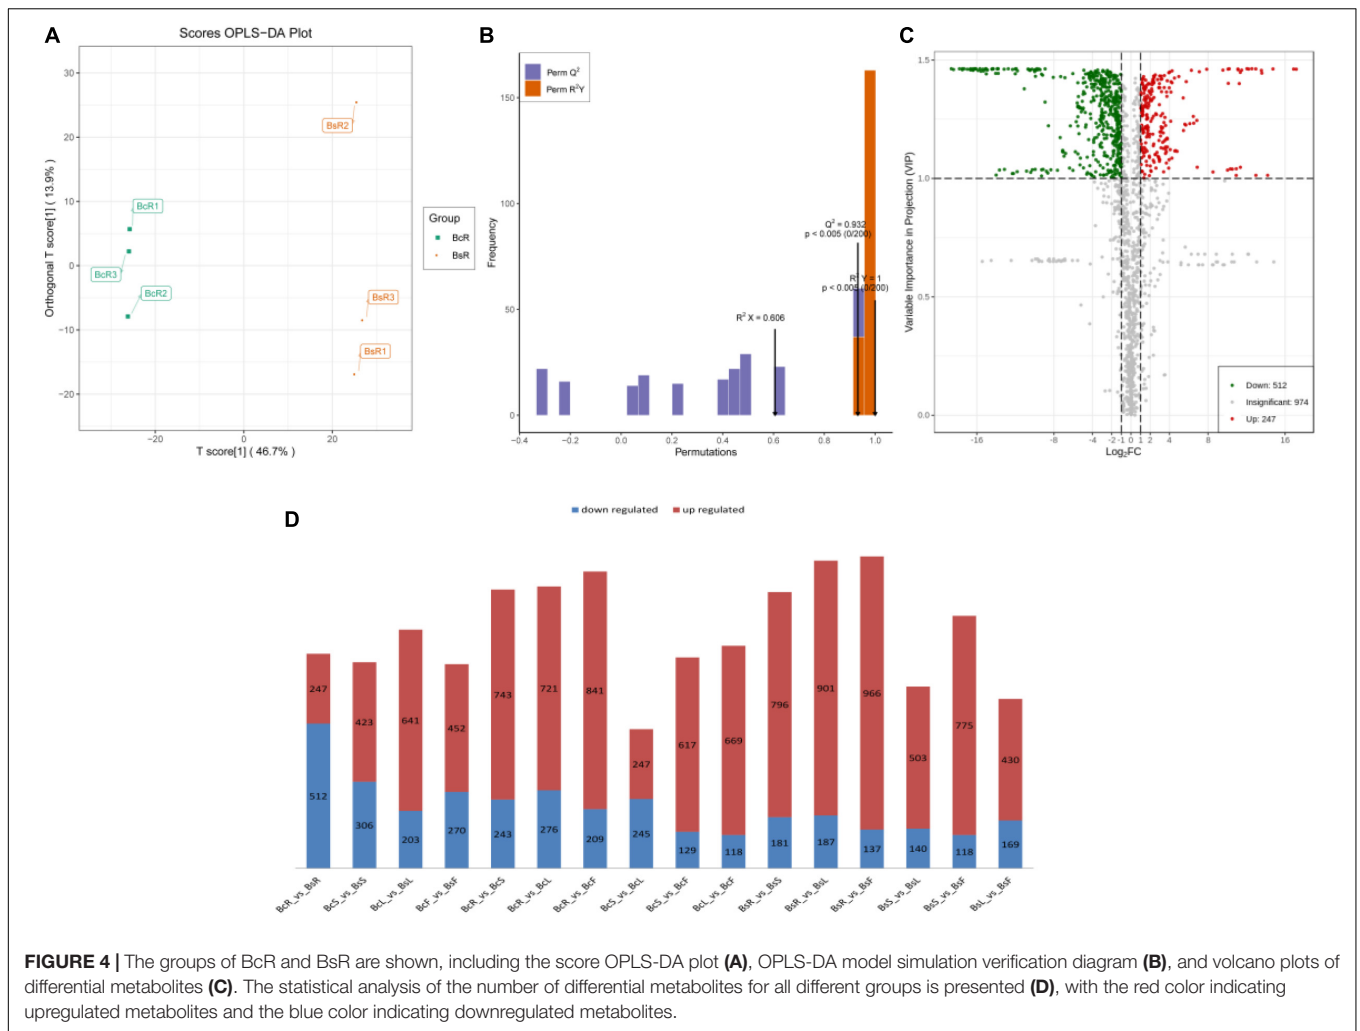 A
Scores OPLS−DA Plot
Orthogonal T score[1] ( 13.9% )
30
20
10
0
−10
−20
BsR2
BcR1
BcR3
BcR2
BsR3
BsR1
−20
0
20
T score[1] ( 46.7% )
Group
BcR
BsR
B
Perm Q²
Perm R²Y
Frequency
150
100
50
0
Q² = 0.932
p < 0.005 (0/200)
R² Y = 1
p < 0.005 (0/200)
R² X = 0.606
−0.4 −0.2 0.0 0.2 0.4 0.6 0.8 1.0
Permutations
C
Variable Importance in Projection (VIP)
1.5
1.0
0.5
0.0
Down: 512
Insignificant: 974
Up: 247
-16 -8 -4 -2 -1 0 1 2 4 8 16
Log₂FC
D
down regulated up regulated
247 423 641 452 743 721 841 247 617 669 796 901 966 503 775 430
512 306 203 270 243 276 209 245 129 118 181 187 137 140 118 169
BcR_vs_BsR BcS_vs_BsS BcL_vs_BsL BcF_vs_BsF BcR_vs_BcS BcR_vs_BcL BcR_vs_BcF BcS_vs_BcL BcS_vs_BcF BcL_vs_BcF BsR_vs_BsS BsR_vs_BsL BsR_vs_BsF BsS_vs_BsL BsS_vs_BsF BsL_vs_BsF
FIGURE 4 | The groups of BcR and BsR are shown, including the score OPLS-DA plot (A), OPLS-DA model simulation verification diagram (B), and volcano plots of
differential metabolites (C). The statistical analysis of the number of differential metabolites for all different groups is presented (D), with the red color indicating
upregulated metabolites and the blue color indicating downregulated metabolites.